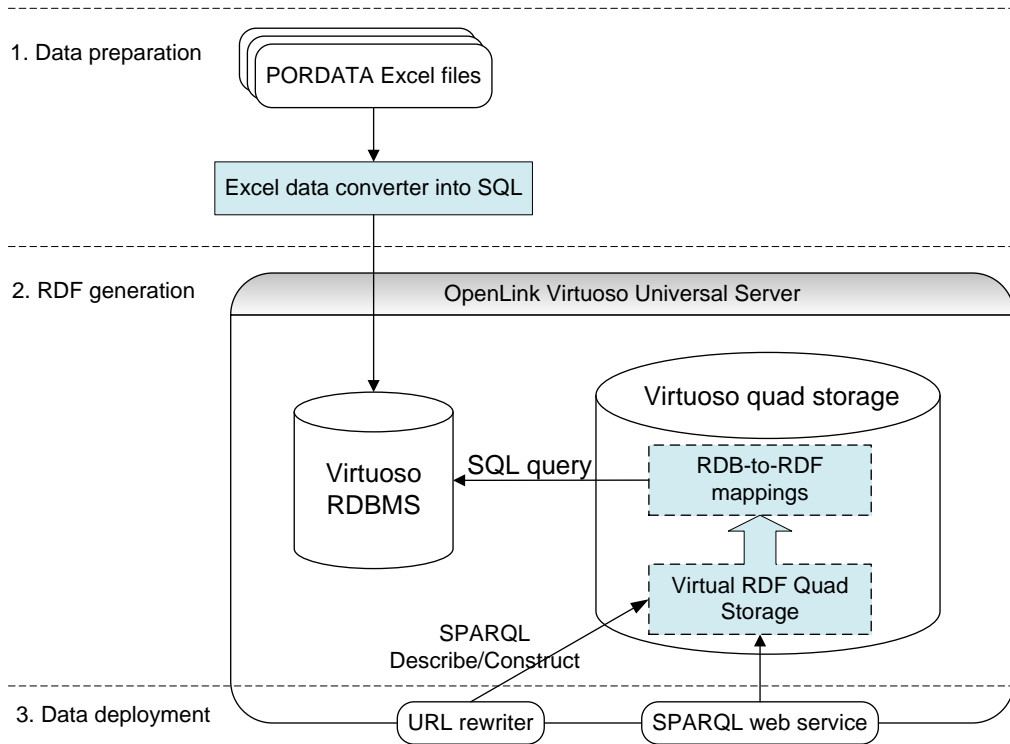 1. Data preparation
PORDATA Excel files
Excel data converter into SQL
2. RDF generation
OpenLink Virtuoso Universal Server
Virtuoso quad storage
Virtuoso
RDBMS
SQL query
RDB-to-RDF
mappings
Virtual RDF Quad
Storage
SPARQL
Describe/Construct
3. Data deployment
URL rewriter
SPARQL web service